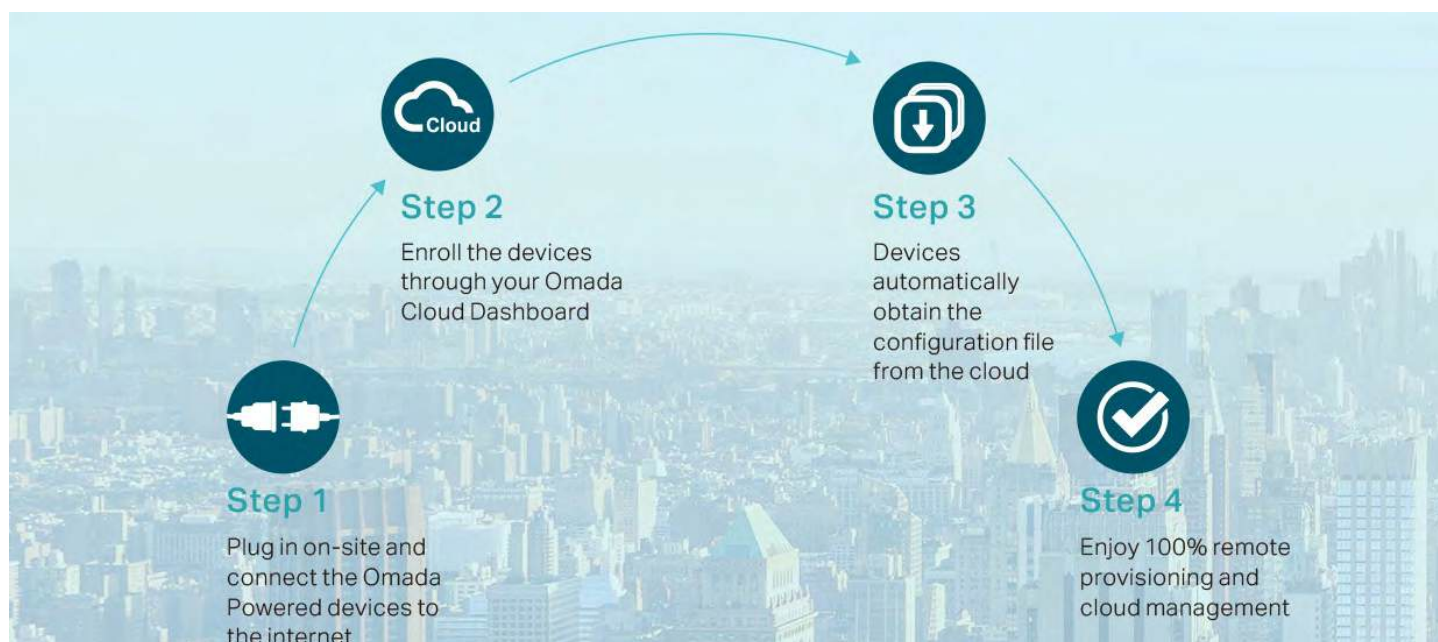 Cloud
Step 2
Enroll the devices
through your Omada
Cloud Dashboard
Step 3
Devices
automatically
obtain the
configuration file
from the cloud
Step 1
Plug in on-site and
connect the Omada
Powered devices to
the internet
Step 4
Enjoy 100% remote
provisioning and
cloud management